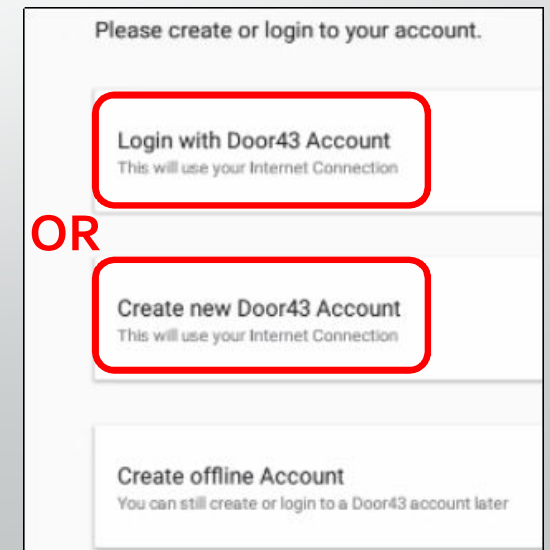 Please create or login to your account.
Login with Door43 Account
This will use your Internet Connection
OR
Create new Door43 Account
This will use your Internet Connection
Create offline Account
You can still create or login to a Door43 account later